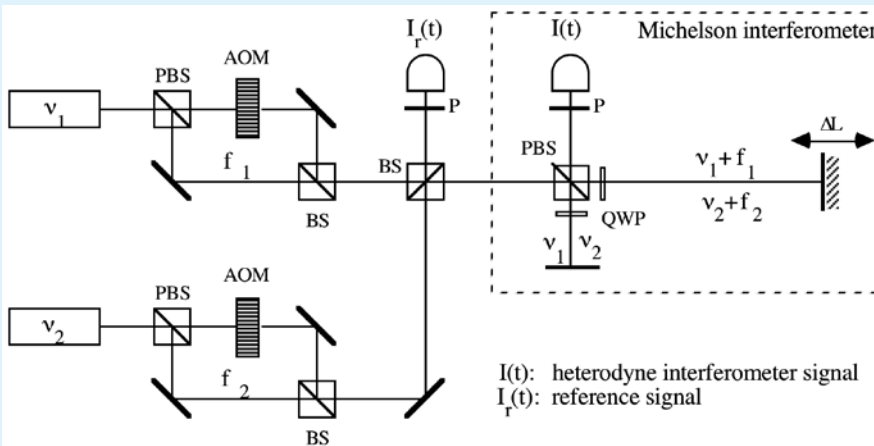 I_r(t)
I(t)
Michelson interferometer
PBS
AOM
ν_1
P
P
ΔL
f_1
BS
PBS
ν_1+f_1
BS
QWP
ν_2+f_2
ν_1 ν_2
AOM
PBS
ν_2
f_2
BS
I(t): heterodyne interferometer signal
I_r(t): reference signal